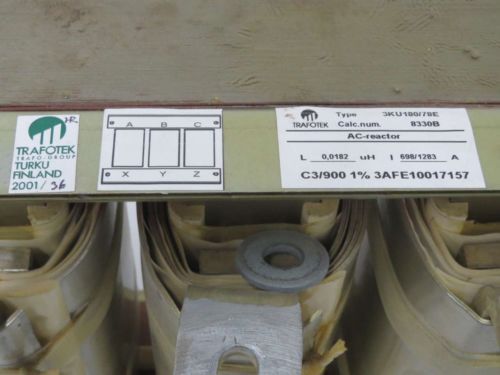 HR
TRAFOTEK
TRAFO-GROUP
TURKU
FINLAND
2001/ 36
A B C
X Y Z
TRAFOTEK
Type 3KU180/78E
Calc.num. 8330B
AC-reactor
L 0,0182 uH I 698/1283 A
C3/900 1% 3AFE10017157